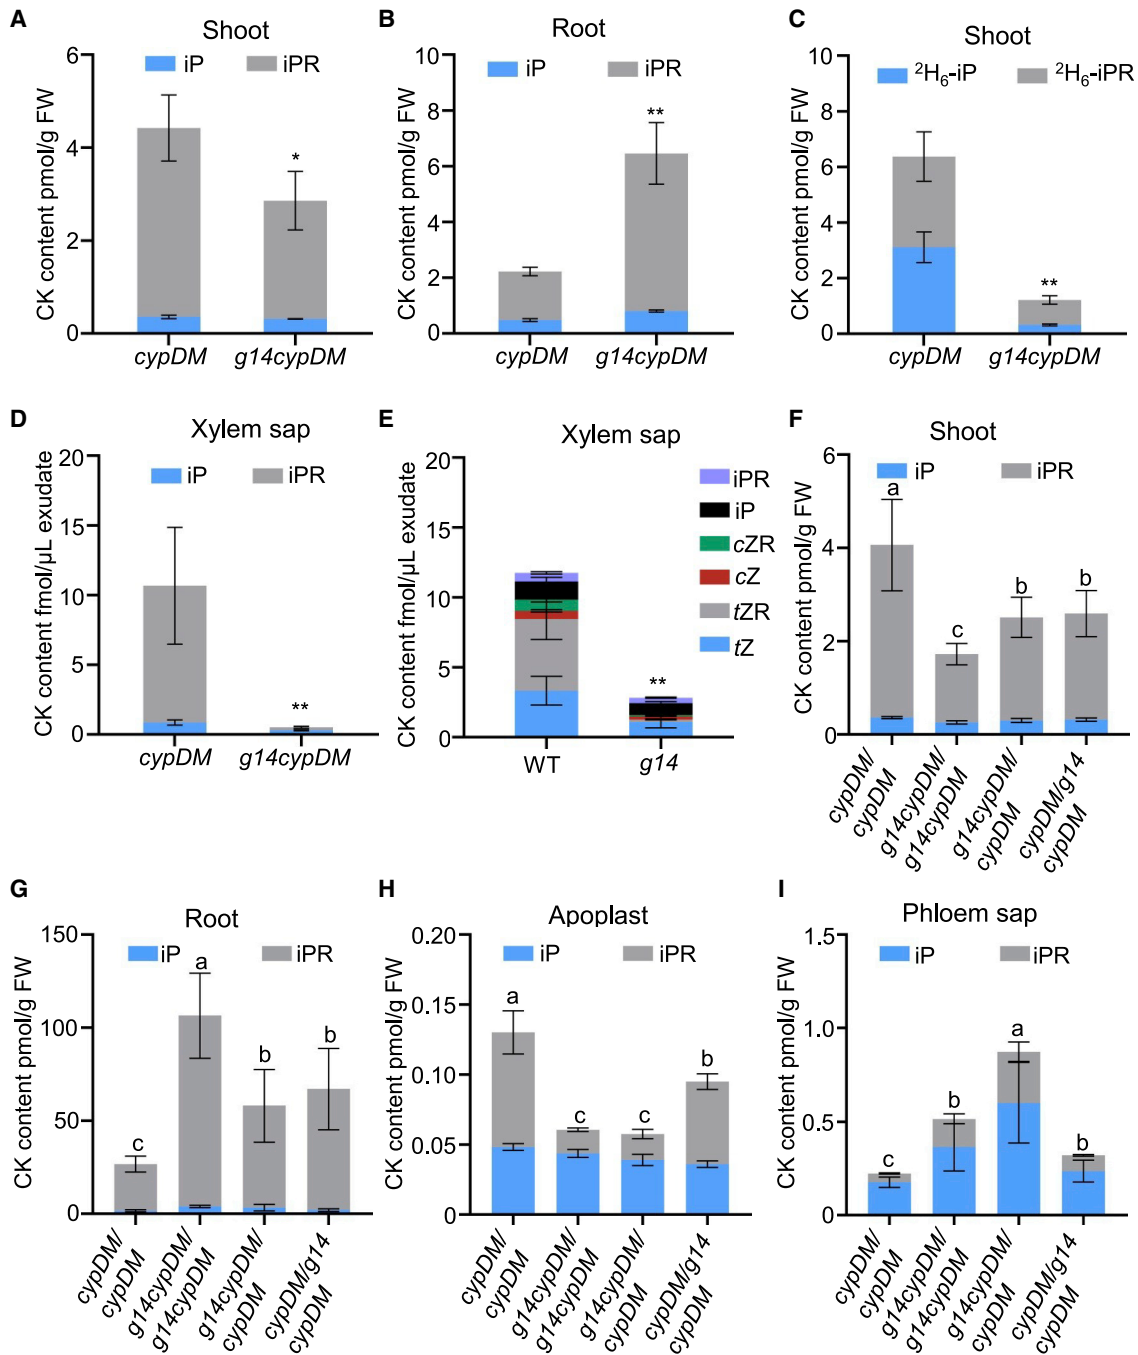 A
Shoot
iP
iPR
CK content pmol/g FW
6
4
2
0
*
cypDM
g14cypDM
B
Root
iP
iPR
CK content pmol/g FW
10
8
6
4
2
0
**
cypDM
g14cypDM
C
Shoot
²H₆-iP
²H₆-iPR
CK content pmol/g FW
10
8
6
4
2
0
**
cypDM
g14cypDM
D
Xylem sap
iP
iPR
CK content fmol/µL exudate
20
15
10
5
0
**
cypDM
g14cypDM
E
Xylem sap
CK content fmol/µL exudate
20
15
10
5
0
iPR
iP
cZR
cZ
tZR
tZ
**
WT
g14
F
Shoot
iP
iPR
CK content pmol/g FW
6
4
2
0
a
c
b
b
cypDM/
cypDM
g14cypDM/
g14cypDM
g14cypDM/
cypDM
cypDM/g14
cypDM
G
Root
iP
iPR
CK content pmol/g FW
150
100
50
0
c
a
b
b
cypDM/
cypDM
g14cypDM/
g14cypDM
g14cypDM/
cypDM
cypDM/g14
cypDM
H
Apoplast
iP
iPR
CK content pmol/g FW
0.20
0.15
0.10
0.05
0
a
c
c
b
cypDM/
cypDM
g14cypDM/
g14cypDM
g14cypDM/
cypDM
cypDM/g14
cypDM
I
Phloem sap
iP
iPR
CK content pmol/g FW
1.5
1.0
0.5
0
c
b
a
b
cypDM/
cypDM
g14cypDM/
g14cypDM
g14cypDM/
cypDM
cypDM/g14
cypDM